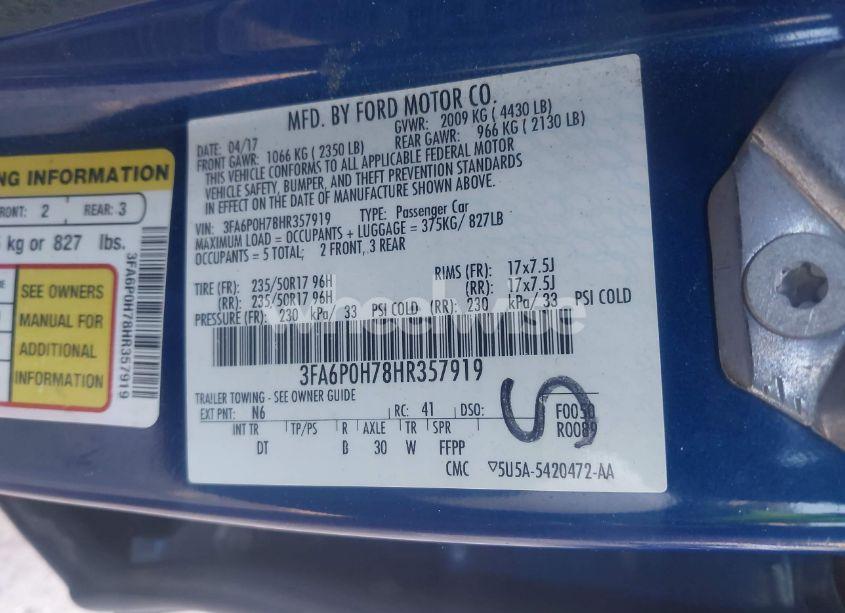 NG INFORMATION
FRONT: 2 REAR: 3
kg or 827 lbs.
SEE OWNERS
MANUAL FOR
ADDITIONAL
INFORMATION
3FA6P0H78HR357919
MFD. BY FORD MOTOR CO.
DATE: 04/17 GVWR: 2009 KG ( 4430 LB)
FRONT GAWR: 1066 KG ( 2350 LB) REAR GAWR: 966 KG ( 2130 LB)
THIS VEHICLE CONFORMS TO ALL APPLICABLE FEDERAL MOTOR
VEHICLE SAFETY, BUMPER, AND THEFT PREVENTION STANDARDS
IN EFFECT ON THE DATE OF MANUFACTURE SHOWN ABOVE.
VIN: 3FA6P0H78HR357919 TYPE: Passenger Car
MAXIMUM LOAD = OCCUPANTS + LUGGAGE = 375KG/ 827LB
OCCUPANTS = 5 TOTAL; 2 FRONT, 3 REAR
TIRE (FR): 235/50R17 96H RIMS (FR): 17x7.5J
(RR): 235/50R17 96H (RR): 17x7.5J
PRESSURE (FR): 230 kPa/ 33 PSI COLD (RR): 230 kPa/ 33 PSI COLD
wheelwise
3FA6P0H78HR357919
TRAILER TOWING - SEE OWNER GUIDE
EXT PNT: N6 RC: 41 DSO: F0050
R0089
INT TR TP/PS R AXLE TR SPR
DT B 30 W FFPP
CMC ▽5U5A-5420472-AA